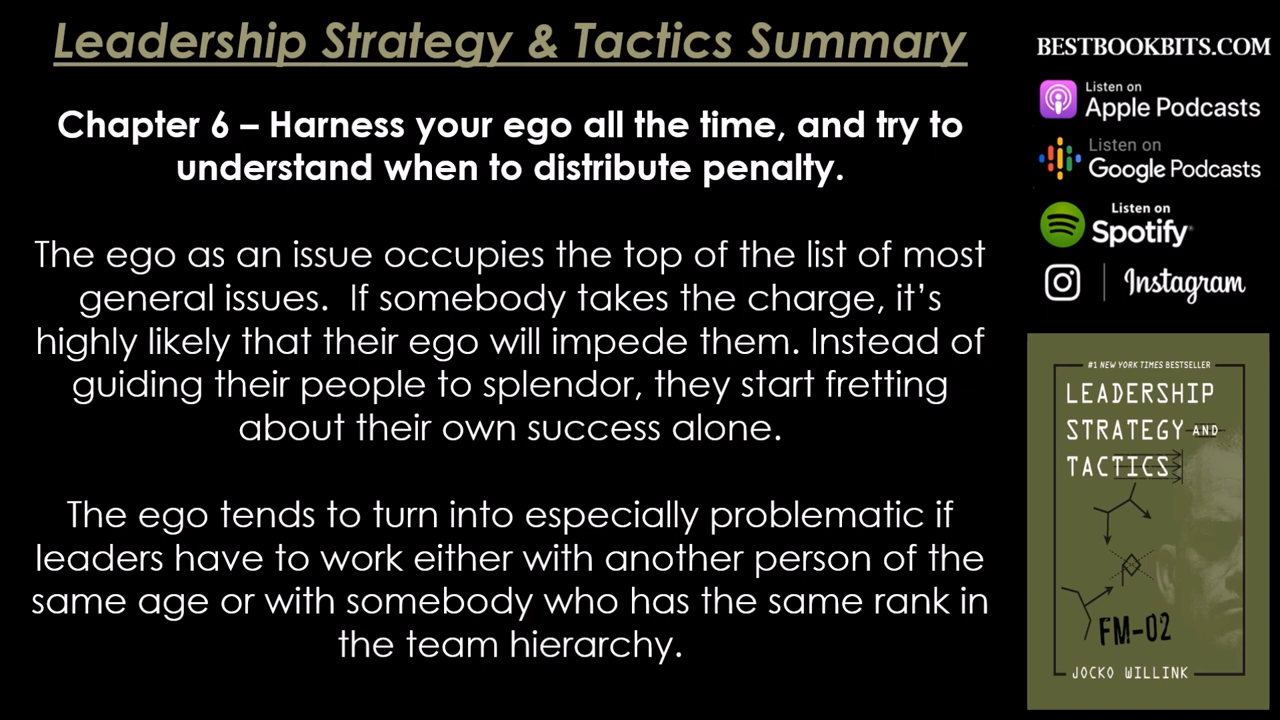 Leadership Strategy & Tactics Summary
Chapter 6 – Harness your ego all the time, and try to
understand when to distribute penalty.
The ego as an issue occupies the top of the list of most
general issues.  If somebody takes the charge, it’s
highly likely that their ego will impede them. Instead of
guiding their people to splendor, they start fretting
about their own success alone.
The ego tends to turn into especially problematic if
leaders have to work either with another person of the
same age or with somebody who has the same rank in
the team hierarchy.
BESTBOOKBITS.COM
Listen on
Apple Podcasts
Listen on
Google Podcasts
Listen on
Spotify
Instagram
#1 NEW YORK TIMES BESTSELLER
LEADERSHIP
STRATEGY AND
TACTICS
FM-02
JOCKO WILLINK